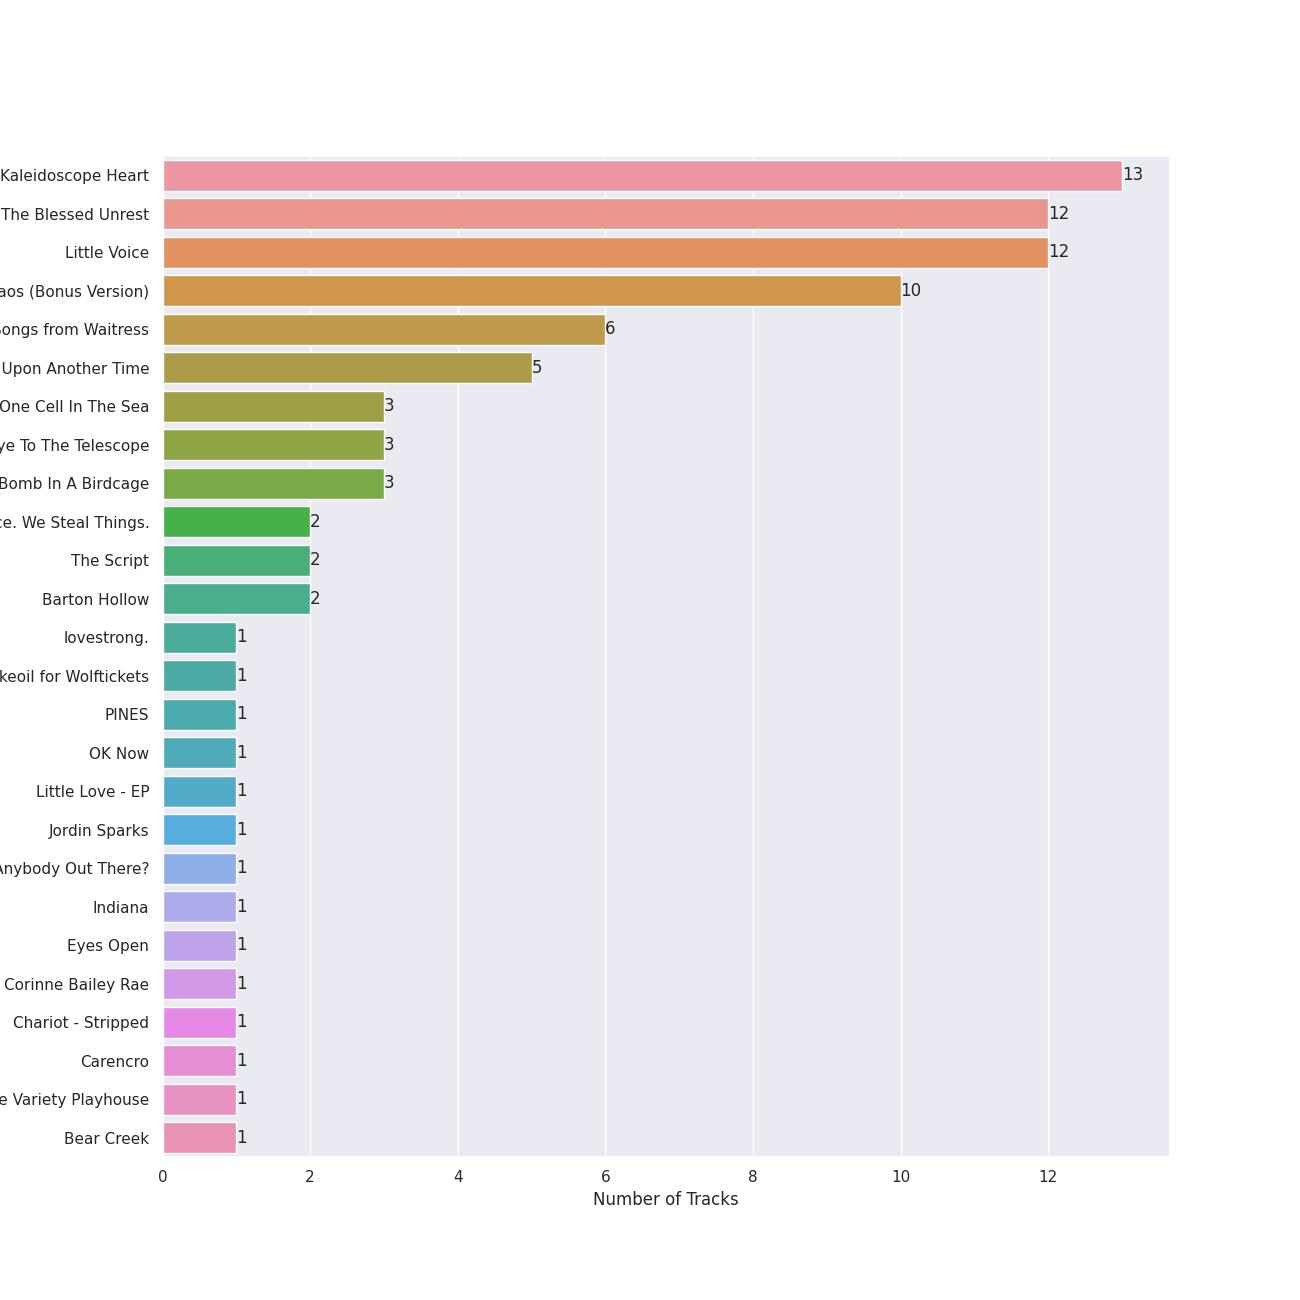 Kaleidoscope Heart 13
The Blessed Unrest 12
Little Voice 12
(Bonus Version) 10
from Waitress 6
Upon Another Time 5
One Cell In The Sea 3
To The Telescope 3
Bomb In A Birdcage 3
We Steal Things. 2
The Script 2
Barton Hollow 2
lovestrong. 1
for Wolftickets 1
PINES 1
OK Now 1
Little Love - EP 1
Jordin Sparks 1
Anybody Out There? 1
Indiana 1
Eyes Open 1
Corinne Bailey Rae 1
Chariot - Stripped 1
Carencro 1
Variety Playhouse 1
Bear Creek 1
0 2 4 6 8 10 12
Number of Tracks